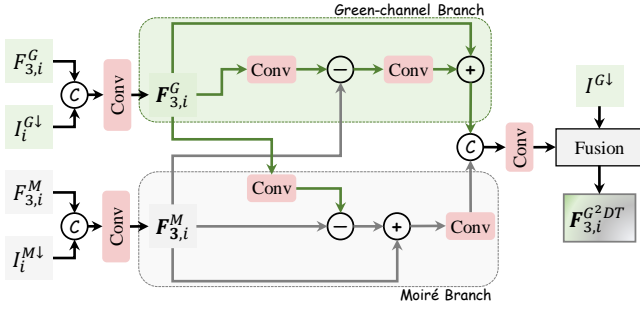 Green-channel Branch
F^G_{3,i}
C
Conv
I^{G↓}_i
F^G_{3,i}
Conv
−
Conv
+
I^{G↓}
C
Conv
Fusion
F^M_{3,i}
C
Conv
I^{M↓}_i
F^M_{3,i}
Conv
−
+
Conv
F^{G²DT}_{3,i}
Moiré Branch